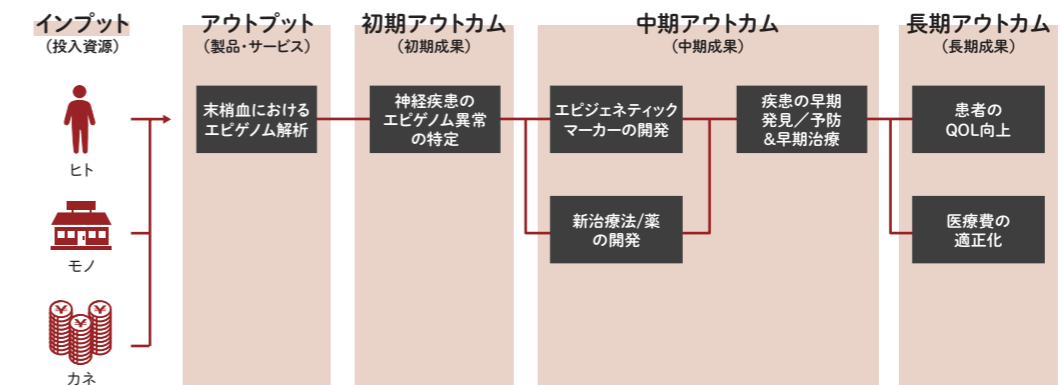 インプット
（投入資源）
アウトプット
（製品・サービス）
初期アウトカム
（初期成果）
中期アウトカム
（中期成果）
長期アウトカム
（長期成果）
ヒト
モノ
¥
¥
¥
カネ
末梢血における
エピゲノム解析
神経疾患の
エピゲノム異常
の特定
エピジェネティック
マーカーの開発
新治療法/薬
の開発
疾患の早期
発見／予防
&早期治療
患者の
QOL向上
医療費の
適正化